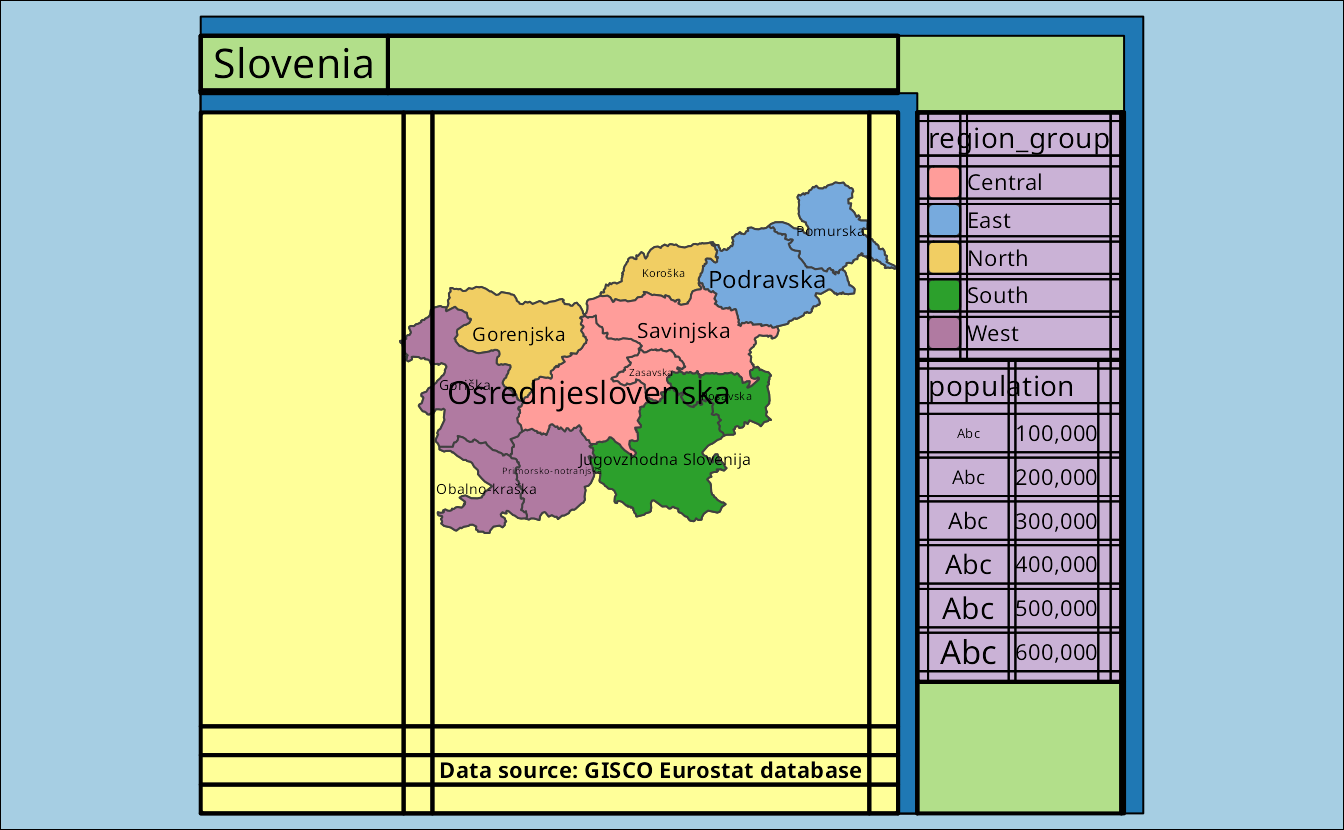 Slovenia
region_group
Central
East
North
South
West
population
Abc 100,000
Abc 200,000
Abc 300,000
Abc 400,000
Abc 500,000
Abc 600,000
Pomurska
Koroška
Podravska
Gorenjska
Savinjska
Zasavska
Goriška
Osrednjeslovenska
Posavska
Jugovzhodna Slovenija
Primorsko-notranjska
Obalno-kraška
Data source: GISCO Eurostat database